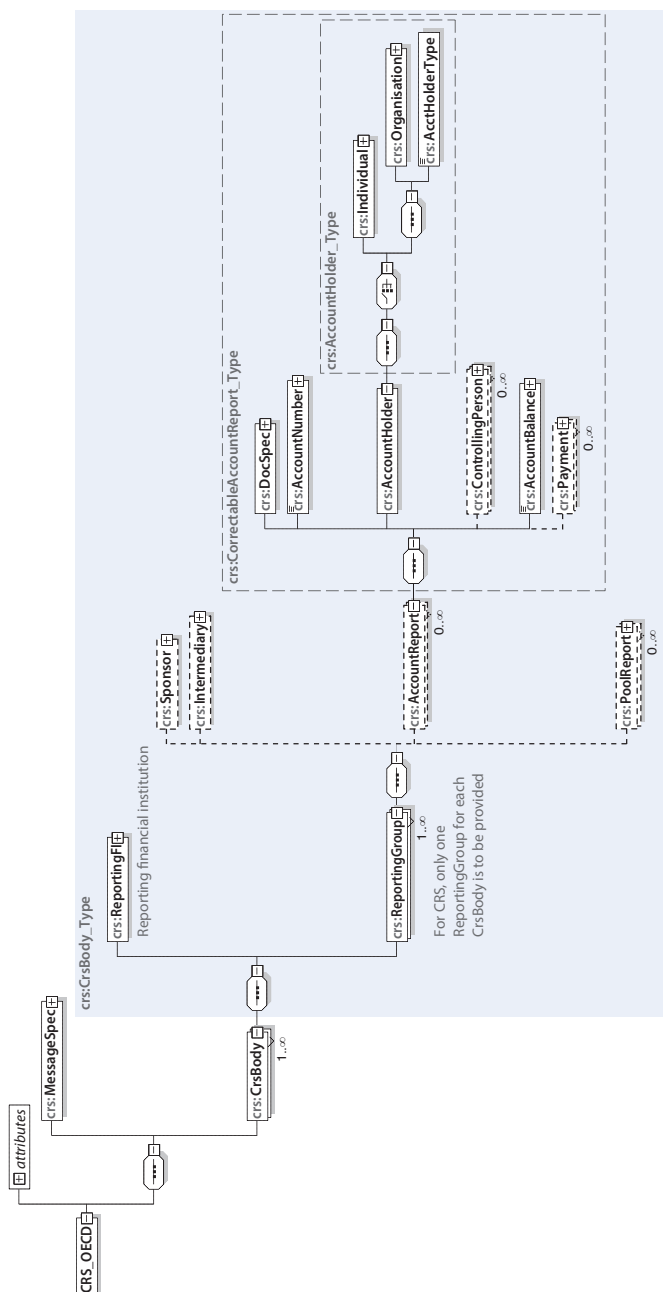 CRS_OECD
attributes
crs:MessageSpec
crs:CrsBody
1..∞
crs:CrsBody_Type
crs:ReportingFI
Reporting financial institution
crs:ReportingGroup
1..∞
For CRS, only one
ReportingGroup for each
CrsBody is to be provided
crs:Sponsor
crs:Intermediary
crs:AccountReport
0..∞
crs:PoolReport
0..∞
crs:CorrectableAccountReport_Type
crs:DocSpec
crs:AccountNumber
crs:AccountHolder
crs:ControllingPerson
0..∞
crs:AccountBalance
crs:Payment
0..∞
crs:AccountHolder_Type
crs:Individual
crs:Organisation
crs:AcctHolderType